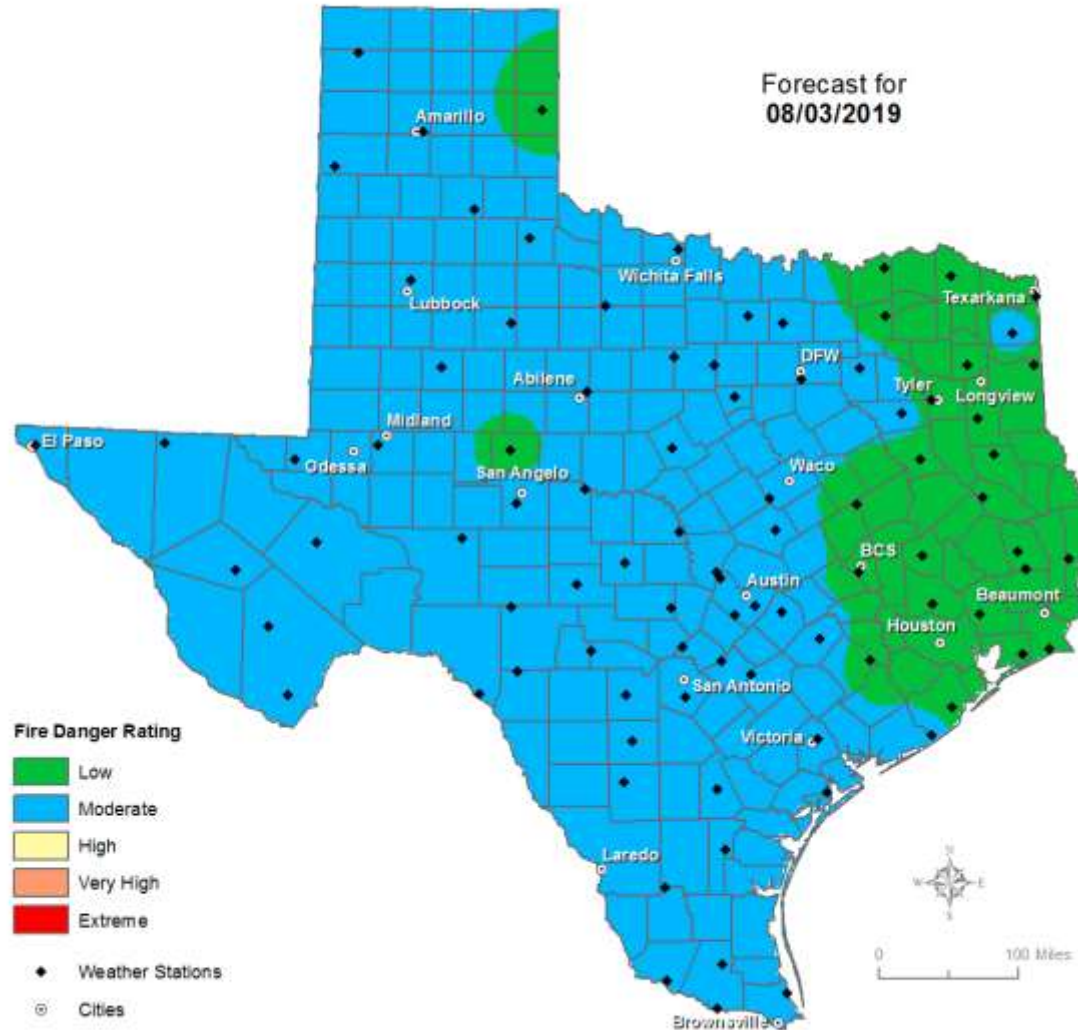 Forecast for
08/03/2019
Amarillo
Wichita Falls
Lubbock
Texarkana
DFW
Abilene
Tyler
Longview
Midland
El Paso
Odessa
San Angelo
Waco
BCS
Austin
Beaumont
Houston
San Antonio
Fire Danger Rating
Victoria
Low
Moderate
High
Laredo
Very High
Extreme
N
W E
S
0 100 Miles
Weather Stations
Cities
Brownsville